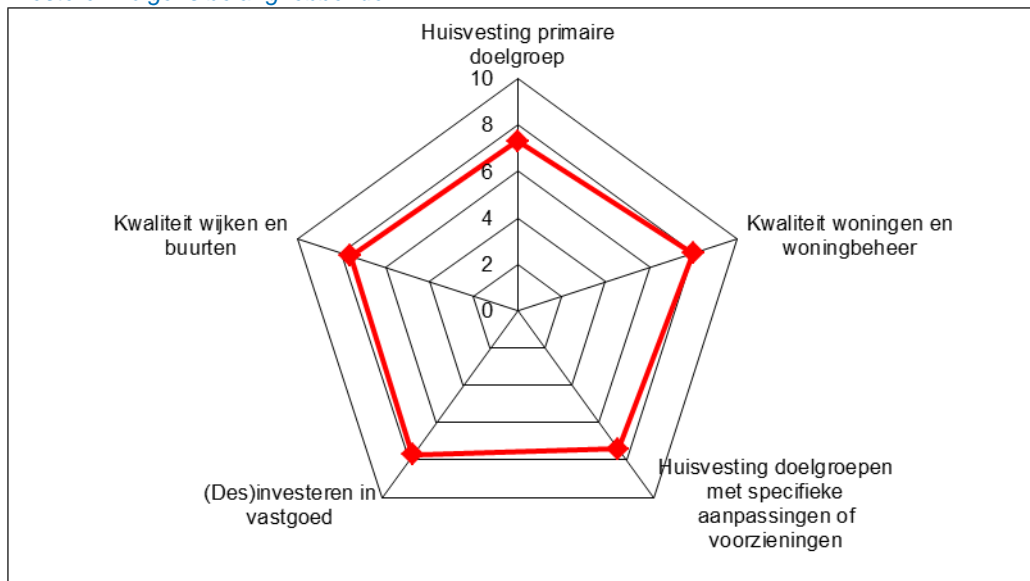 Huisvesting primaire
doelgroep
10
8
6
4
2
0
Kwaliteit wijken en
buurten
Kwaliteit woningen en
woningbeheer
(Des)investeren in
vastgoed
Huisvesting doelgroepen
met specifieke
aanpassingen of
voorzieningen